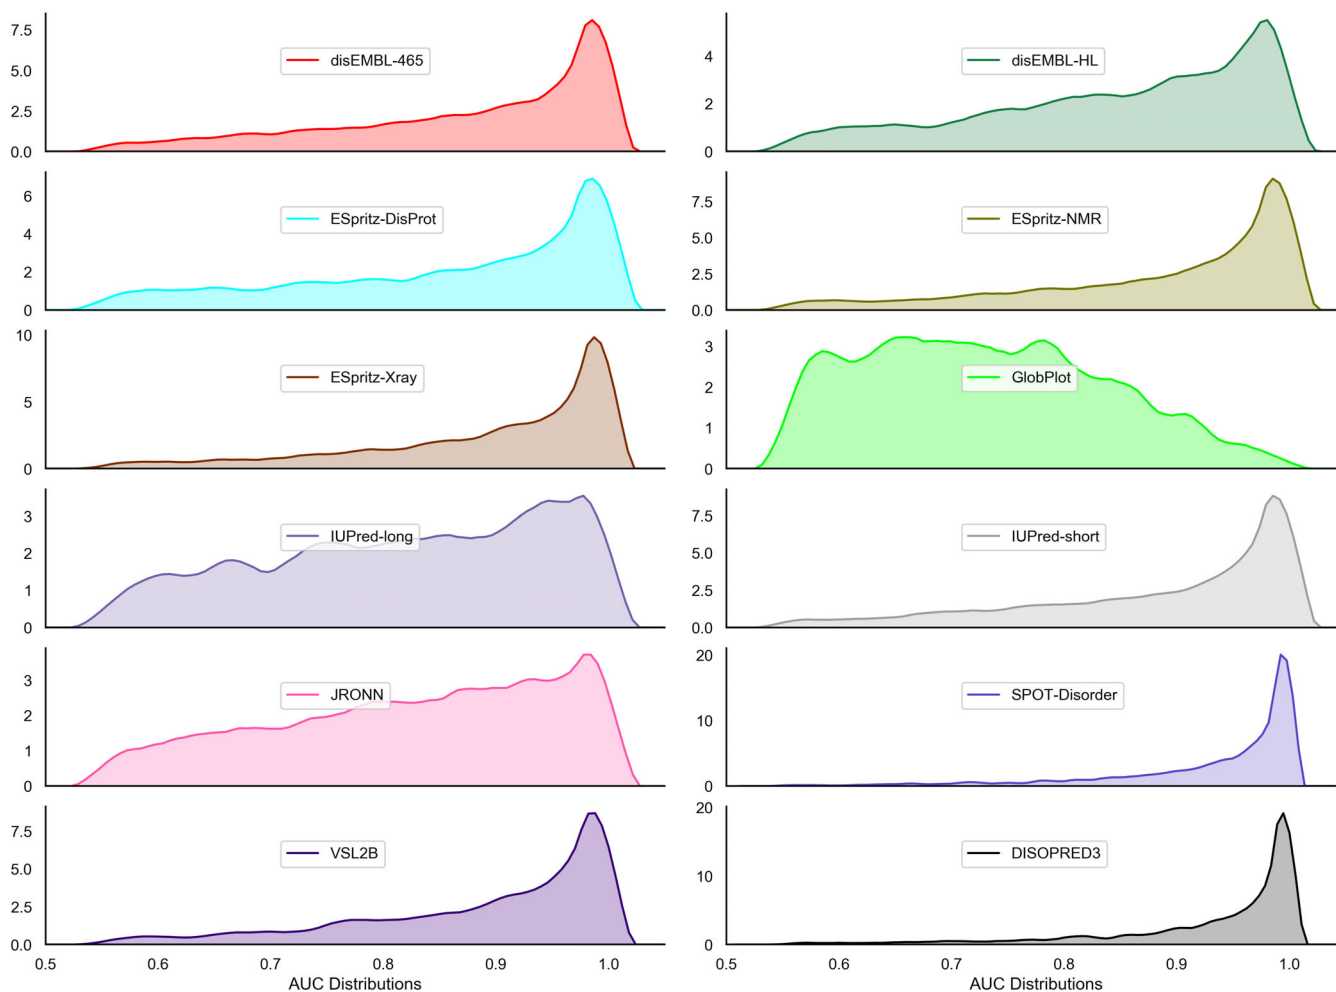 7.5
5.0
2.5
0.0
disEMBL-465
4
2
0
disEMBL-HL
6
4
2
0
ESpritz-DisProt
7.5
5.0
2.5
0.0
ESpritz-NMR
10
5
0
ESpritz-Xray
3
2
1
0
GlobPlot
3
2
1
0
IUPred-long
7.5
5.0
2.5
0.0
IUPred-short
3
2
1
0
JRONN
20
10
0
SPOT-Disorder
7.5
5.0
2.5
0.0
VSL2B
0.5 0.6 0.7 0.8 0.9 1.0
AUC Distributions
20
10
0
DISOPRED3
0.5 0.6 0.7 0.8 0.9 1.0
AUC Distributions